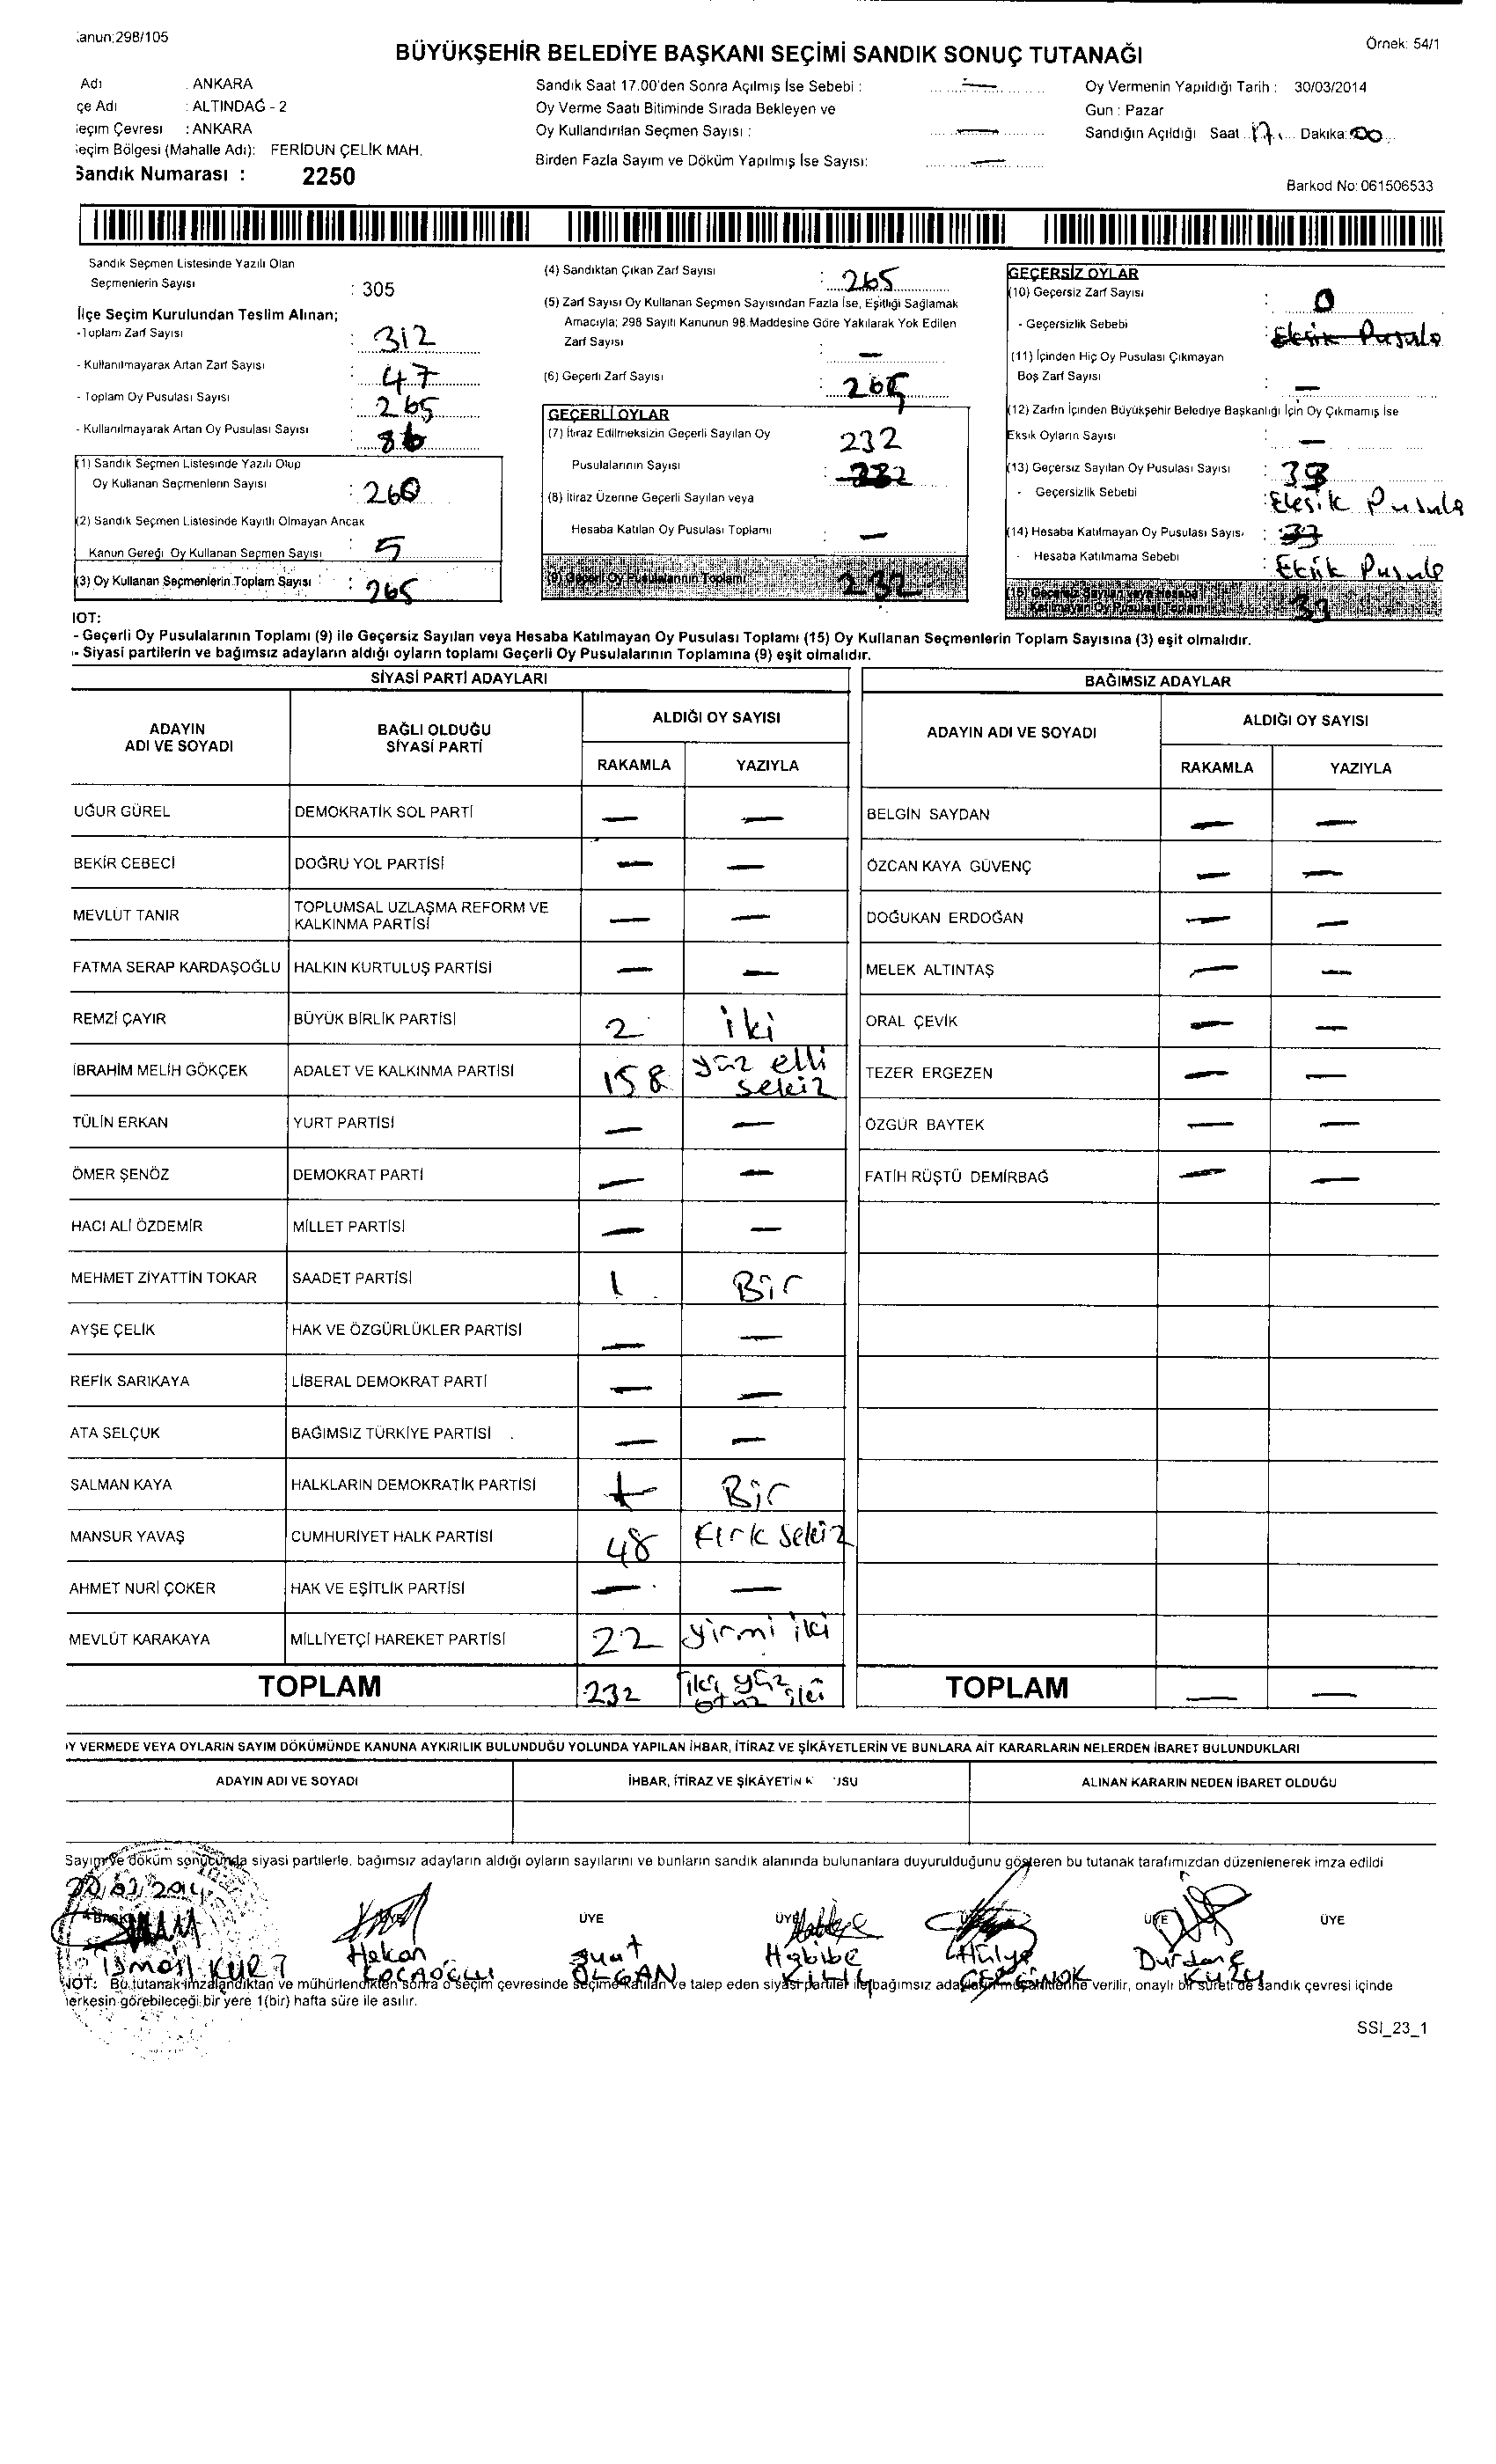 anun:298/105
Örnek: 54/1
BÜYÜKŞEHİR BELEDİYE BAŞKANI SEÇİMİ SANDIK SONUÇ TUTANAĞI
Adı : ANKARA
çe Adı : ALTINDAĞ - 2
eçim Çevresi : ANKARA
eçim Bölgesi (Mahalle Adı): FERİDUN ÇELİK MAH.
Sandık Numarası : 2250
Sandık Saat 17.00'den Sonra Açılmış İse Sebebi : —
Oy Verme Saati Bitiminde Sırada Bekleyen ve
Oy Kullandırılan Seçmen Sayısı : —
Birden Fazla Sayım ve Döküm Yapılmış İse Sayısı: —
Oy Vermenin Yapıldığı Tarih : 30/03/2014
Gun : Pazar
Sandığın Açıldığı Saat 17 Dakika: 00
Barkod No: 061506533
Sandık Seçmen Listesinde Yazılı Olan
Seçmenlerin Sayısı : 305
İlçe Seçim Kurulundan Teslim Alınan;
-Toplam Zarf Sayısı : 312
- Kullanılmayarak Artan Zarf Sayısı : 47
- Toplam Oy Pusulası Sayısı : 265
- Kullanılmayarak Artan Oy Pusulası Sayısı
(1) Sandık Seçmen Listesinde Yazılı Olup
Oy Kullanan Seçmenlerin Sayısı : 260
(2) Sandık Seçmen Listesinde Kayıtlı Olmayan Ancak
Kanun Gereği Oy Kullanan Seçmen Sayısı : 5
(3) Oy Kullanan Seçmenlerin Toplam Sayısı : 265
(4) Sandıktan Çıkan Zarf Sayısı : 265
(5) Zarf Sayısı Oy Kullanan Seçmen Sayısından Fazla İse, Eşitliği Sağlamak
Amacıyla; 298 Sayılı Kanunun 98.Maddesine Göre Yakılarak Yok Edilen
Zarf Sayısı : —
(6) Geçerli Zarf Sayısı : 265
GEÇERLİ OYLAR
(7) İtiraz Edilmeksizin Geçerli Sayılan Oy 232
Pusulalarının Sayısı : 232
(8) İtiraz Üzerine Geçerli Sayılan veya
Hesaba Katılan Oy Pusulası Toplamı : —
(9) Geçerli Oy Pusulalarının Toplamı 232
GEÇERSİZ OYLAR
(10) Geçersiz Zarf Sayısı : 0
- Geçersizlik Sebebi : Eksik Pusula
(11) İçinden Hiç Oy Pusulası Çıkmayan
Boş Zarf Sayısı : —
(12) Zarfın İçinden Büyükşehir Belediye Başkanlığı İçin Oy Çıkmamış İse
Eksik Oyların Sayısı : —
(13) Geçersiz Sayılan Oy Pusulası Sayısı :
- Geçersizlik Sebebi : Eksik Pusula
(14) Hesaba Katılmayan Oy Pusulası Sayıs. : 33
- Hesaba Katılmama Sebebi : Eksik Pusula
(15) Geçersiz Sayılan veya Hesaba
Katılmayan Oy Pusulası Toplamı 33
NOT:
- Geçerli Oy Pusulalarının Toplamı (9) ile Geçersiz Sayılan veya Hesaba Katılmayan Oy Pusulası Toplamı (15) Oy Kullanan Seçmenlerin Toplam Sayısına (3) eşit olmalıdır.
- Siyasi partilerin ve bağımsız adayların aldığı oyların toplamı Geçerli Oy Pusulalarının Toplamına (9) eşit olmalıdır.
SİYASİ PARTİ ADAYLARI
ADAYIN ADI VE SOYADI BAĞLI OLDUĞU SİYASİ PARTİ ALDIĞI OY SAYISI
RAKAMLA YAZIYLA
UĞUR GÜREL DEMOKRATİK SOL PARTİ — —
BEKİR CEBECİ DOĞRU YOL PARTİSİ — —
MEVLÜT TANIR TOPLUMSAL UZLAŞMA REFORM VE KALKINMA PARTİSİ — —
FATMA SERAP KARDAŞOĞLU HALKIN KURTULUŞ PARTİSİ — —
REMZİ ÇAYIR BÜYÜK BİRLİK PARTİSİ 2 iki
İBRAHİM MELİH GÖKÇEK ADALET VE KALKINMA PARTİSİ 158 yüz elli sekiz
TÜLİN ERKAN YURT PARTİSİ — —
ÖMER ŞENÖZ DEMOKRAT PARTİ — —
HACI ALİ ÖZDEMİR MİLLET PARTİSİ — —
MEHMET ZİYATTİN TOKAR SAADET PARTİSİ 1 Bir
AYŞE ÇELİK HAK VE ÖZGÜRLÜKLER PARTİSİ — —
REFİK SARIKAYA LİBERAL DEMOKRAT PARTİ — —
ATA SELÇUK BAĞIMSIZ TÜRKİYE PARTİSİ — —
SALMAN KAYA HALKLARIN DEMOKRATİK PARTİSİ 1 Bir
MANSUR YAVAŞ CUMHURİYET HALK PARTİSİ 48 Kırk sekiz
AHMET NURİ ÇOKER HAK VE EŞİTLİK PARTİSİ — —
MEVLÜT KARAKAYA MİLLİYETÇİ HAREKET PARTİSİ 22 yirmi iki
TOPLAM 232 iki yüz otuz iki
BAĞIMSIZ ADAYLAR
ADAYIN ADI VE SOYADI ALDIĞI OY SAYISI
RAKAMLA YAZIYLA
BELGİN SAYDAN — —
ÖZCAN KAYA GÜVENÇ — —
DOĞUKAN ERDOĞAN — —
MELEK ALTINTAŞ — —
ORAL ÇEVİK — —
TEZER ERGEZEN — —
ÖZGÜR BAYTEK — —
FATİH RÜŞTÜ DEMİRBAĞ — —
TOPLAM — —
Y VERMEDE VEYA OYLARIN SAYIM DÖKÜMÜNDE KANUNA AYKIRILIK BULUNDUĞU YOLUNDA YAPILAN İHBAR, İTİRAZ VE ŞİKÂYETLERİN VE BUNLARA AİT KARARLARIN NELERDEN İBARET BULUNDUKLARI
ADAYIN ADI VE SOYADI İHBAR, İTİRAZ VE ŞİKÂYETİN K USU ALINAN KARARIN NEDEN İBARET OLDUĞU
Sayım ve döküm sonucunda siyasi partilerle, bağımsız adayların aldığı oyların sayılarını ve bunların sandık alanında bulunanlara duyurulduğunu gösteren bu tutanak tarafımızdan düzenlenerek imza edildi
ÜYE ÜYE ÜYE ÜYE
İsmail KURT Hakan KOCAOĞLU Suat OLGAN Habibe Hülya Durdane KUZU
NOT: Bu tutanak imzalandıktan ve mühürlendikten sonra o seçim çevresinde seçime katılan ve talep eden siyasi partiler ile bağımsız adayların müşahitlerine verilir, onaylı bir sureti de sandık çevresi içinde
herkesin görebileceği bir yere 1(bir) hafta süre ile asılır.
SSI_23_1